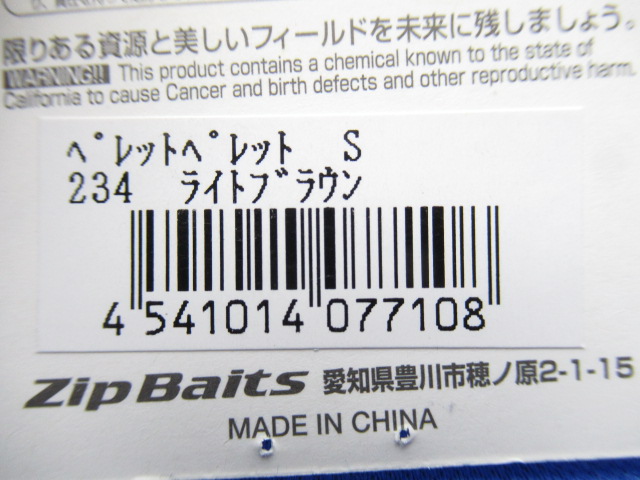 限りある資源と美しいフィールドを未来に残しましょう。
WARNING!! This product contains a chemical known to the state of
California to cause Cancer and birth defects and other reproductive harm.
ﾍﾟﾚｯﾄﾍﾟﾚｯﾄ S
234 ﾗｲﾄﾌﾞﾗｳﾝ
4 541014 077108
ZipBaits 愛知県豊川市穂ノ原2-1-15
MADE IN CHINA